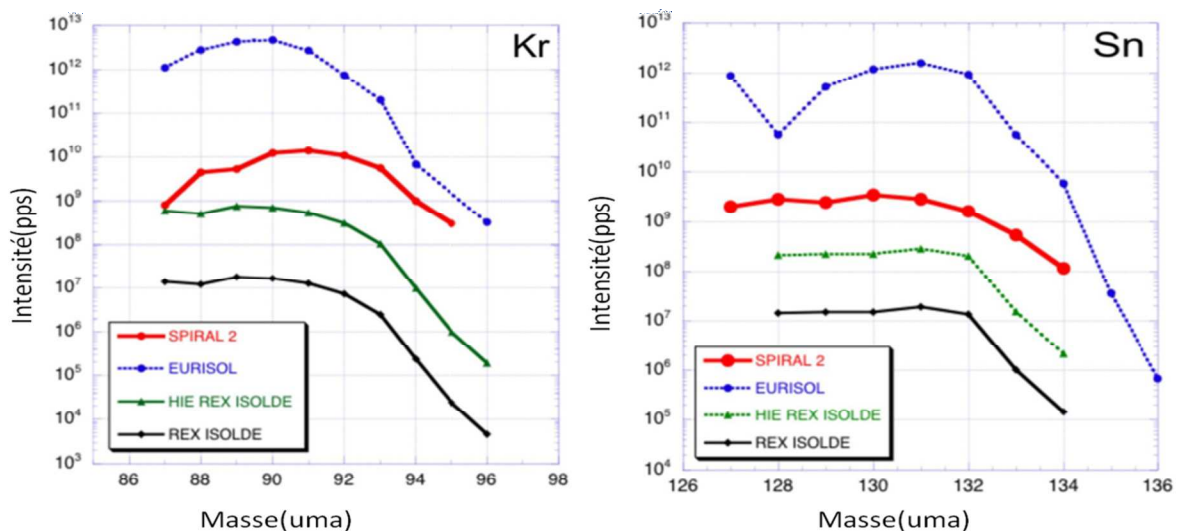 Kr
Intensité(pps)
10¹³
10¹²
10¹¹
10¹⁰
10⁹
10⁸
10⁷
10⁶
10⁵
10⁴
10³
SPIRAL 2
EURISOL
HIE REX ISOLDE
REX ISOLDE
86 88 90 92 94 96 98
Masse(uma)
Sn
Intensité(pps)
10¹³
10¹²
10¹¹
10¹⁰
10⁹
10⁸
10⁷
10⁶
10⁵
10⁴
SPIRAL 2
EURISOL
HIE REX ISOLDE
REX ISOLDE
126 128 130 132 134 136
Masse(uma)